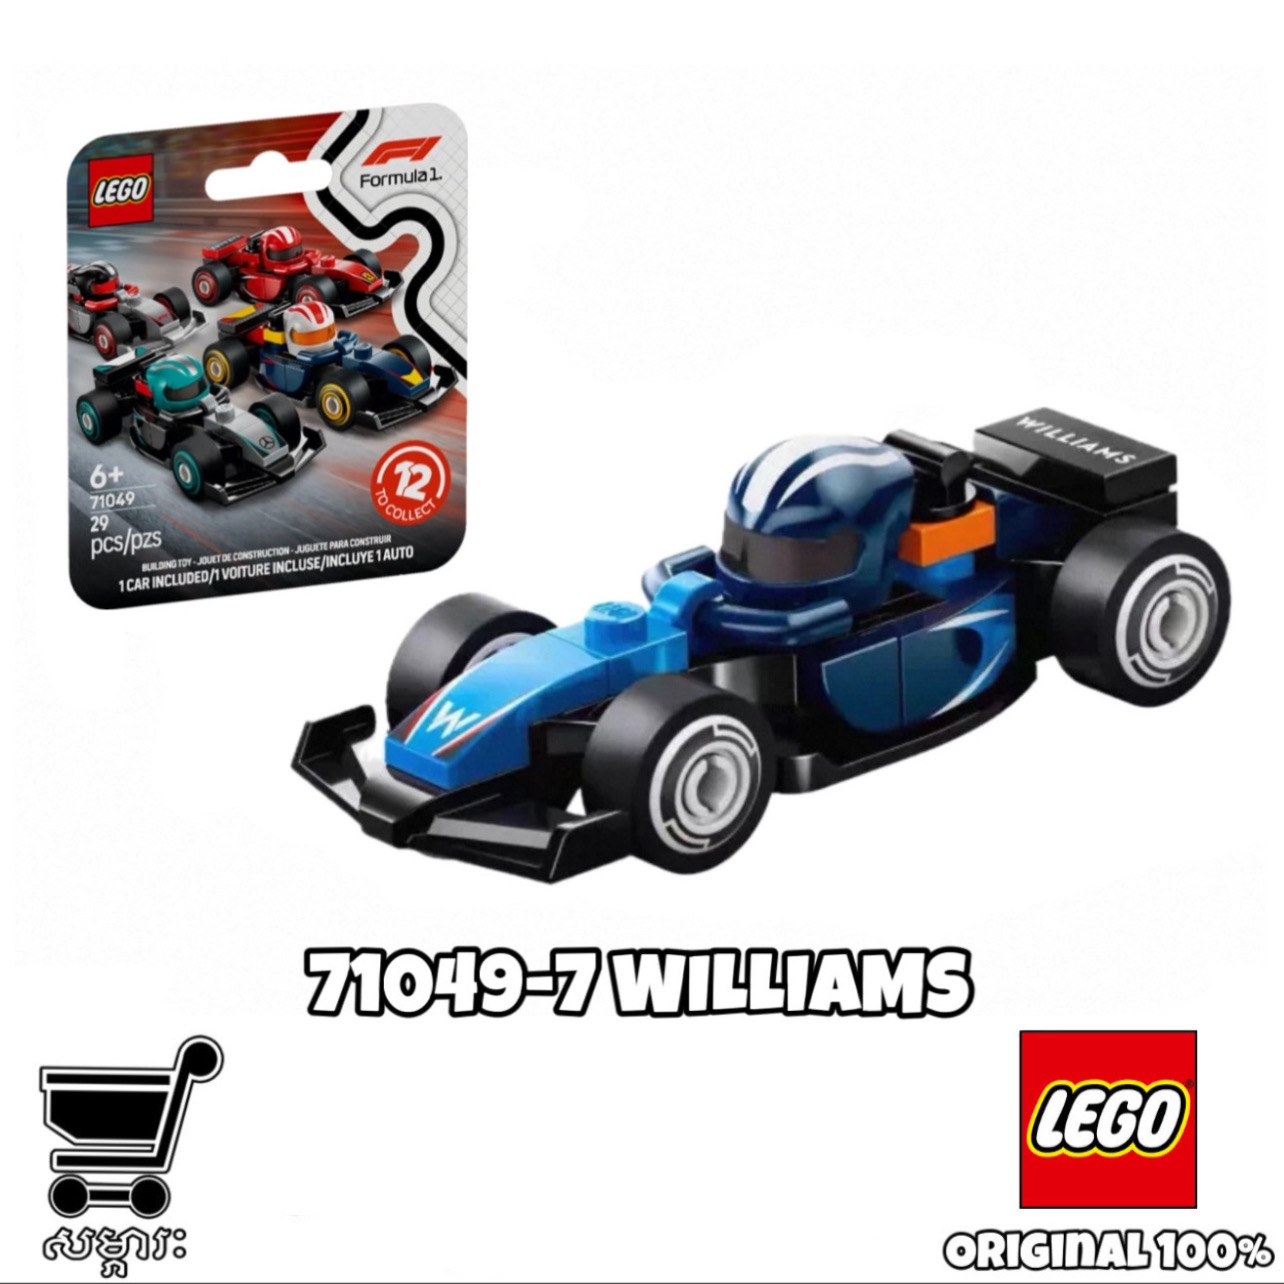 LEGO
F1
Formula 1.
WILLIAMS
W
6+
71049
29
pcs/pzs
12
TO COLLECT
BUILDING TOY - JOUET DE CONSTRUCTION - JUGUETE PARA CONSTRUIR
1 CAR INCLUDED/1 VOITURE INCLUSE/INCLUYE 1 AUTO
71049-7 WILLIAMS
LEGO
សម្ភារៈ
ORIGINAL 100%